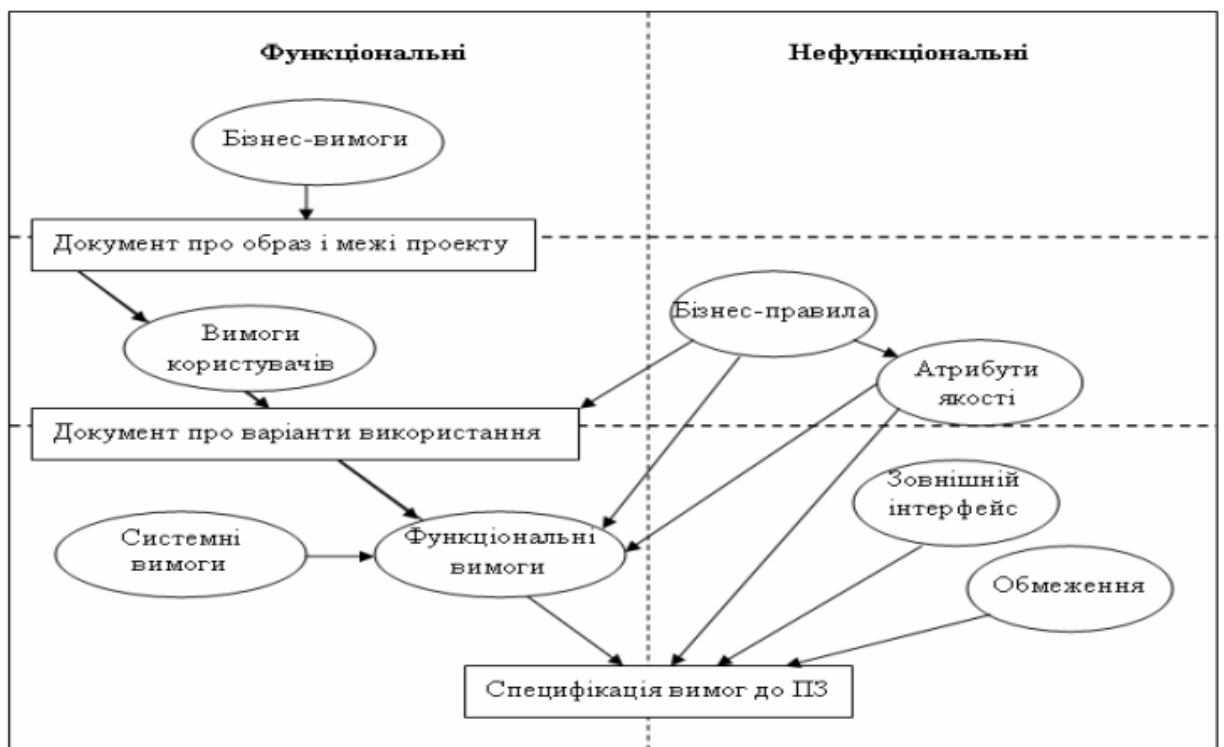 Функціональні
Нефункціональні
Бізнес-вимоги
Документ про образ і межі проекту
Бізнес-правила
Вимоги
користувачів
Атрибути
якості
Документ про варіанти використання
Зовнішній
інтерфейс
Системні
вимоги
Функціональні
вимоги
Обмеження
Специфікація вимог до ПЗ